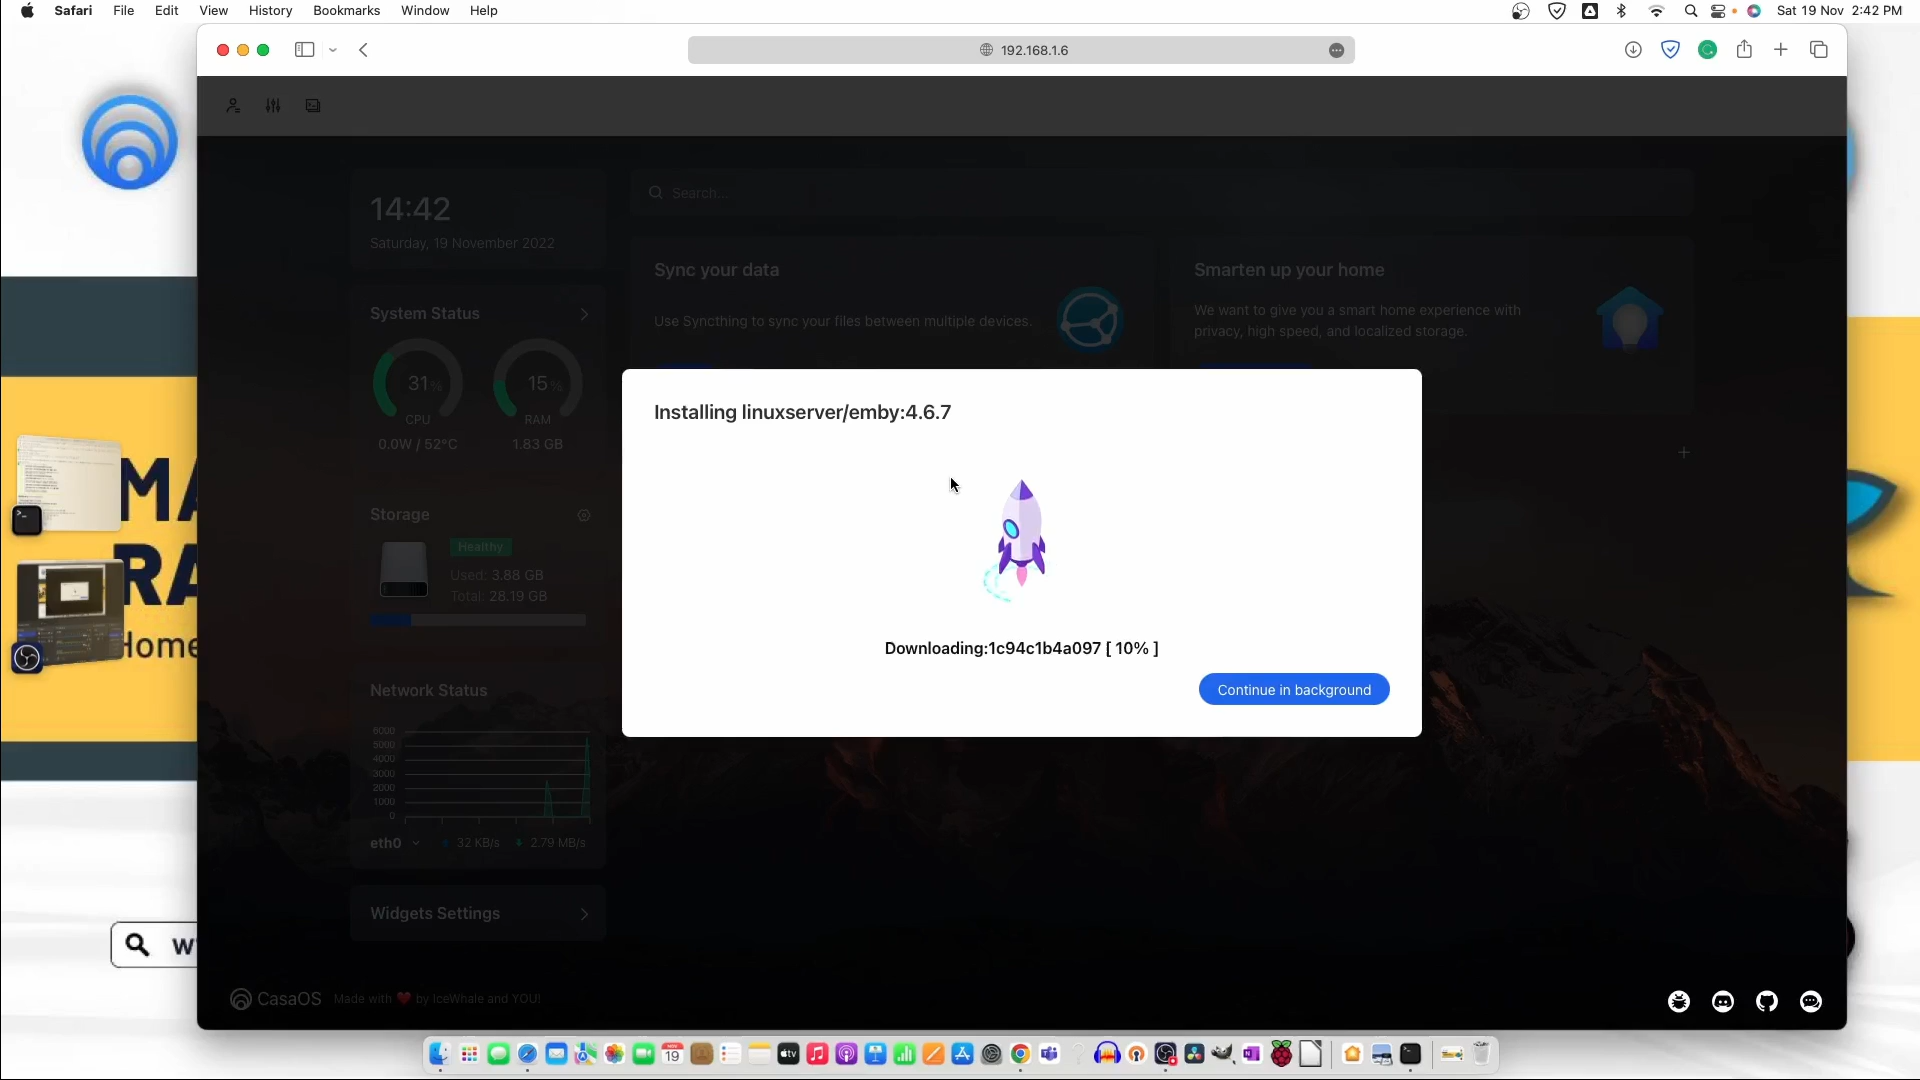 Safari File Edit View History Bookmarks Window Help
Sat 19 Nov 2:42 PM
192.168.1.6
14:42
Saturday, 19 November 2022
Search...
Sync your data
Use Syncthing to sync your files between multiple devices.
Smarten up your home
We want to give you a smart home experience with
privacy, high speed, and localized storage.
System Status
31%
CPU
0.0W / 52°C
15%
RAM
1.83 GB
Installing linuxserver/emby:4.6.7
Downloading:1c94c1b4a097 [ 10% ]
Continue in background
Storage
Healthy
Used: 3.88 GB
Total: 28.19 GB
Network Status
6000
5000
4000
3000
2000
1000
0
eth0
32 KB/s
2.79 MB/s
Widgets Settings
CasaOS
Made with ❤ by IceWhale and YOU!
MA
RA
Home
W
NOV
19
tv